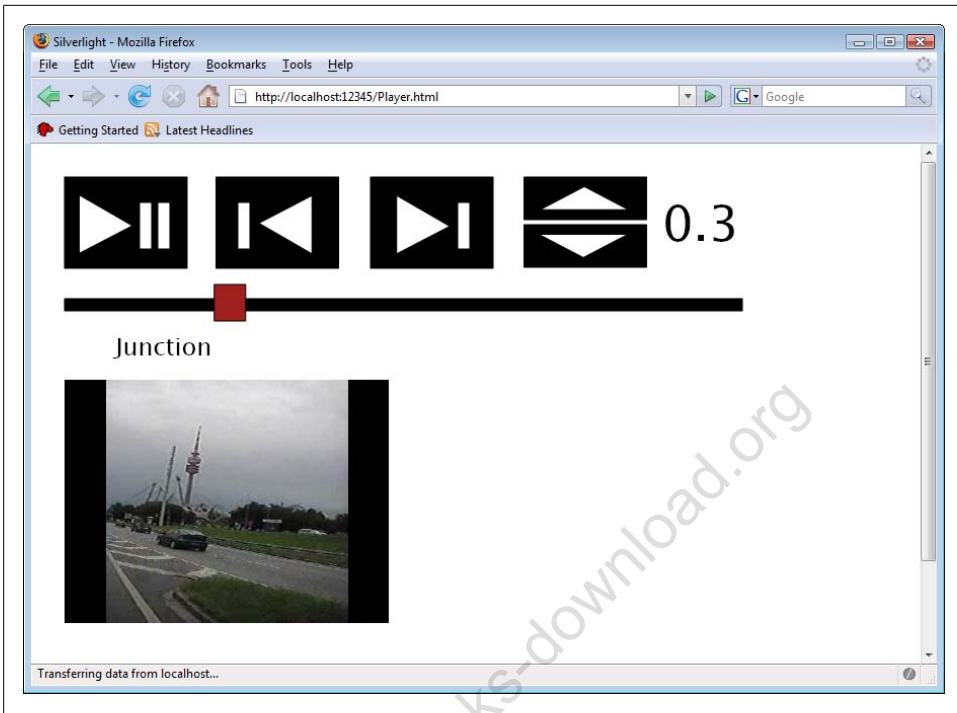 Silverlight - Mozilla Firefox
File Edit View History Bookmarks Tools Help
http://localhost:12345/Player.html
G Google
Getting Started Latest Headlines
0.3
Junction
Transferring data from localhost...
ks-download.org